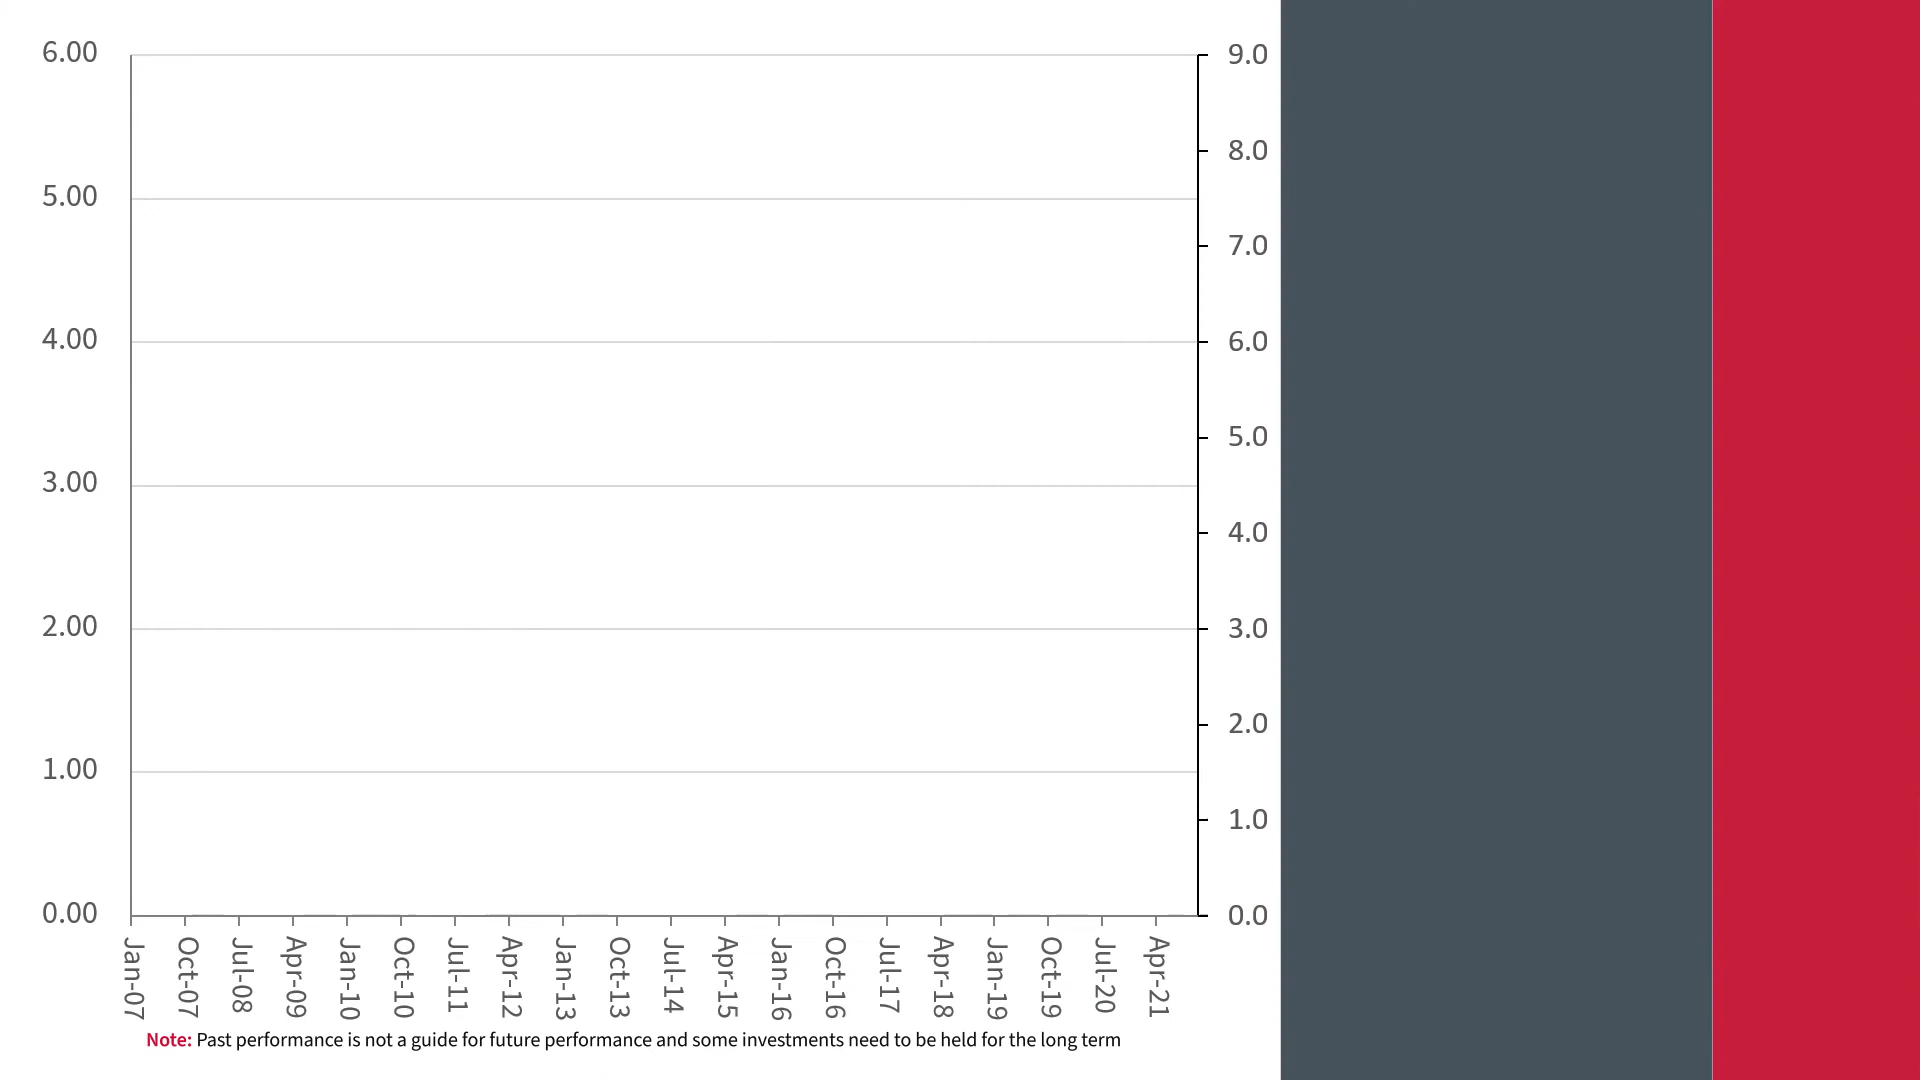 6.00
5.00
4.00
3.00
2.00
1.00
0.00
9.0
8.0
7.0
6.0
5.0
4.0
3.0
2.0
1.0
0.0
Jan-07
Oct-07
Jul-08
Apr-09
Jan-10
Oct-10
Jul-11
Apr-12
Jan-13
Oct-13
Jul-14
Apr-15
Jan-16
Oct-16
Jul-17
Apr-18
Jan-19
Oct-19
Jul-20
Apr-21
Note: Past performance is not a guide for future performance and some investments need to be held for the long term